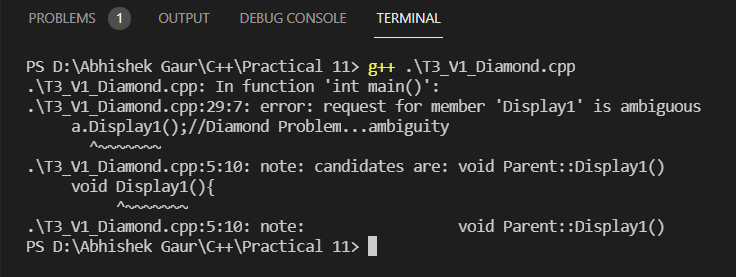 PROBLEMS 1 OUTPUT DEBUG CONSOLE TERMINAL
PS D:\Abhishek Gaur\C++\Practical 11> g++ .\T3_V1_Diamond.cpp
.\T3_V1_Diamond.cpp: In function 'int main()':
.\T3_V1_Diamond.cpp:29:7: error: request for member 'Display1' is ambiguous
     a.Display1();//Diamond Problem...ambiguity
       ^~~~~~~~
.\T3_V1_Diamond.cpp:5:10: note: candidates are: void Parent::Display1()
     void Display1(){
          ^~~~~~~~
.\T3_V1_Diamond.cpp:5:10: note:                 void Parent::Display1()
PS D:\Abhishek Gaur\C++\Practical 11>